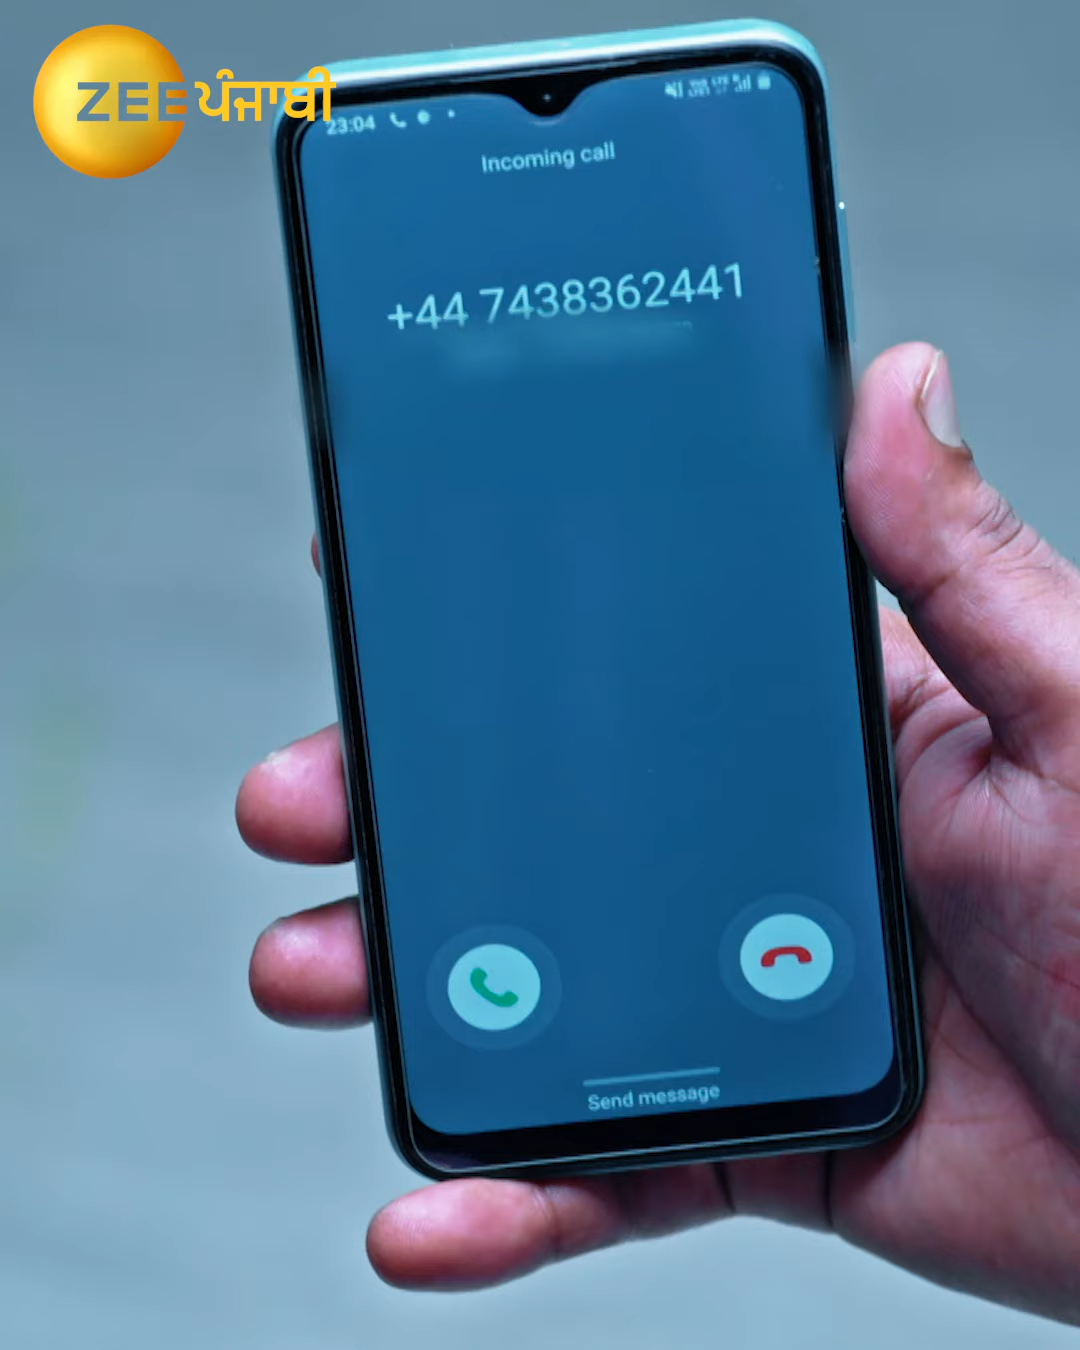 ZEE ਪੰਜਾਬੀ
23:04
Incoming call
+44 7438362441
Send message